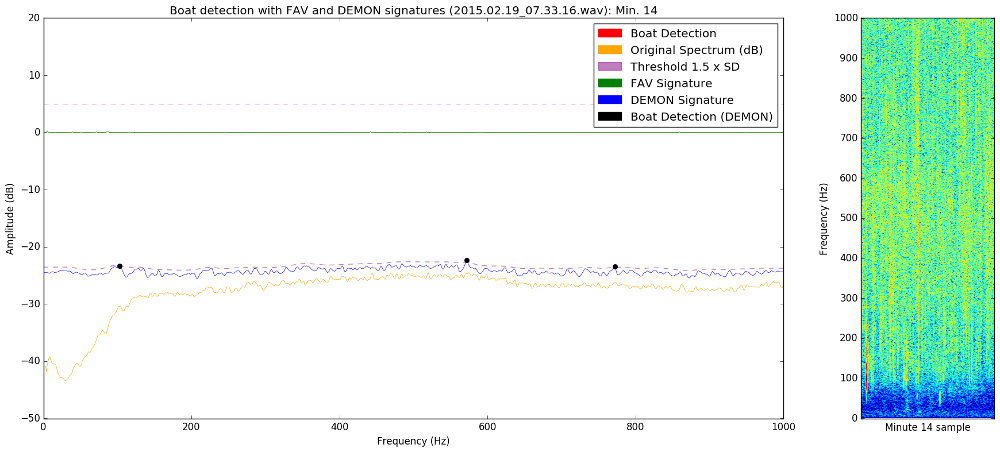 Boat detection with FAV and DEMON signatures (2015.02.19_07.33.16.wav): Min. 14
Boat Detection
Original Spectrum (dB)
Threshold 1.5 x SD
FAV Signature
DEMON Signature
Boat Detection (DEMON)
20
10
0
−10
−20
−30
−40
−50
Amplitude (dB)
0
200
400
600
800
1000
Frequency (Hz)
1000
900
800
700
600
500
400
300
200
100
0
Frequency (Hz)
Minute 14 sample